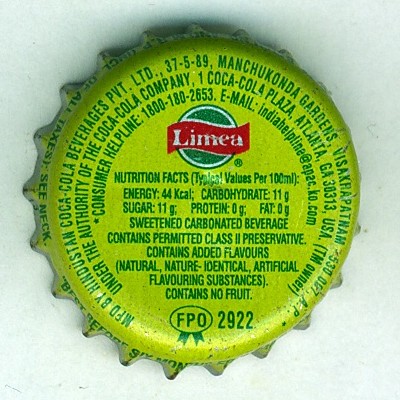 MFD BY HINDUSTAN COCA-COLA BEVERAGES PVT. LTD., 37-5-89, MANCHUKONDA GARDENS, VISAKHAPATNAM
UNDER THE AUTHORITY OF THE COCA-COLA COMPANY, 1 COCA-COLA PLAZA, ATLANTA, GA 30313, USA (TM owner)
* CONSUMER HELPLINE: 1800-180-2653. E-MAIL:
Limca
®
NUTRITION FACTS (Typical Values Per 100ml):
ENERGY: 44 Kcal; CARBOHYDRATE: 11 g
SUGAR: 11 g; PROTEIN: 0 g; FAT: 0 g
SWEETENED CARBONATED BEVERAGE
CONTAINS PERMITTED CLASS II PRESERVATIVE.
CONTAINS ADDED FLAVOURS
(NATURAL, NATURE- IDENTICAL, ARTIFICIAL
FLAVOURING SUBSTANCES).
CONTAINS NO FRUIT.
FPO 2922
TAXES) SEE NECK